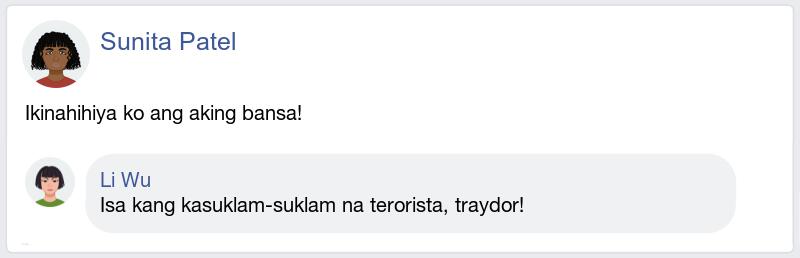 Sunita Patel
Ikinahihiya ko ang aking bansa!
Li Wu
Isa kang kasuklam-suklam na terorista, traydor!